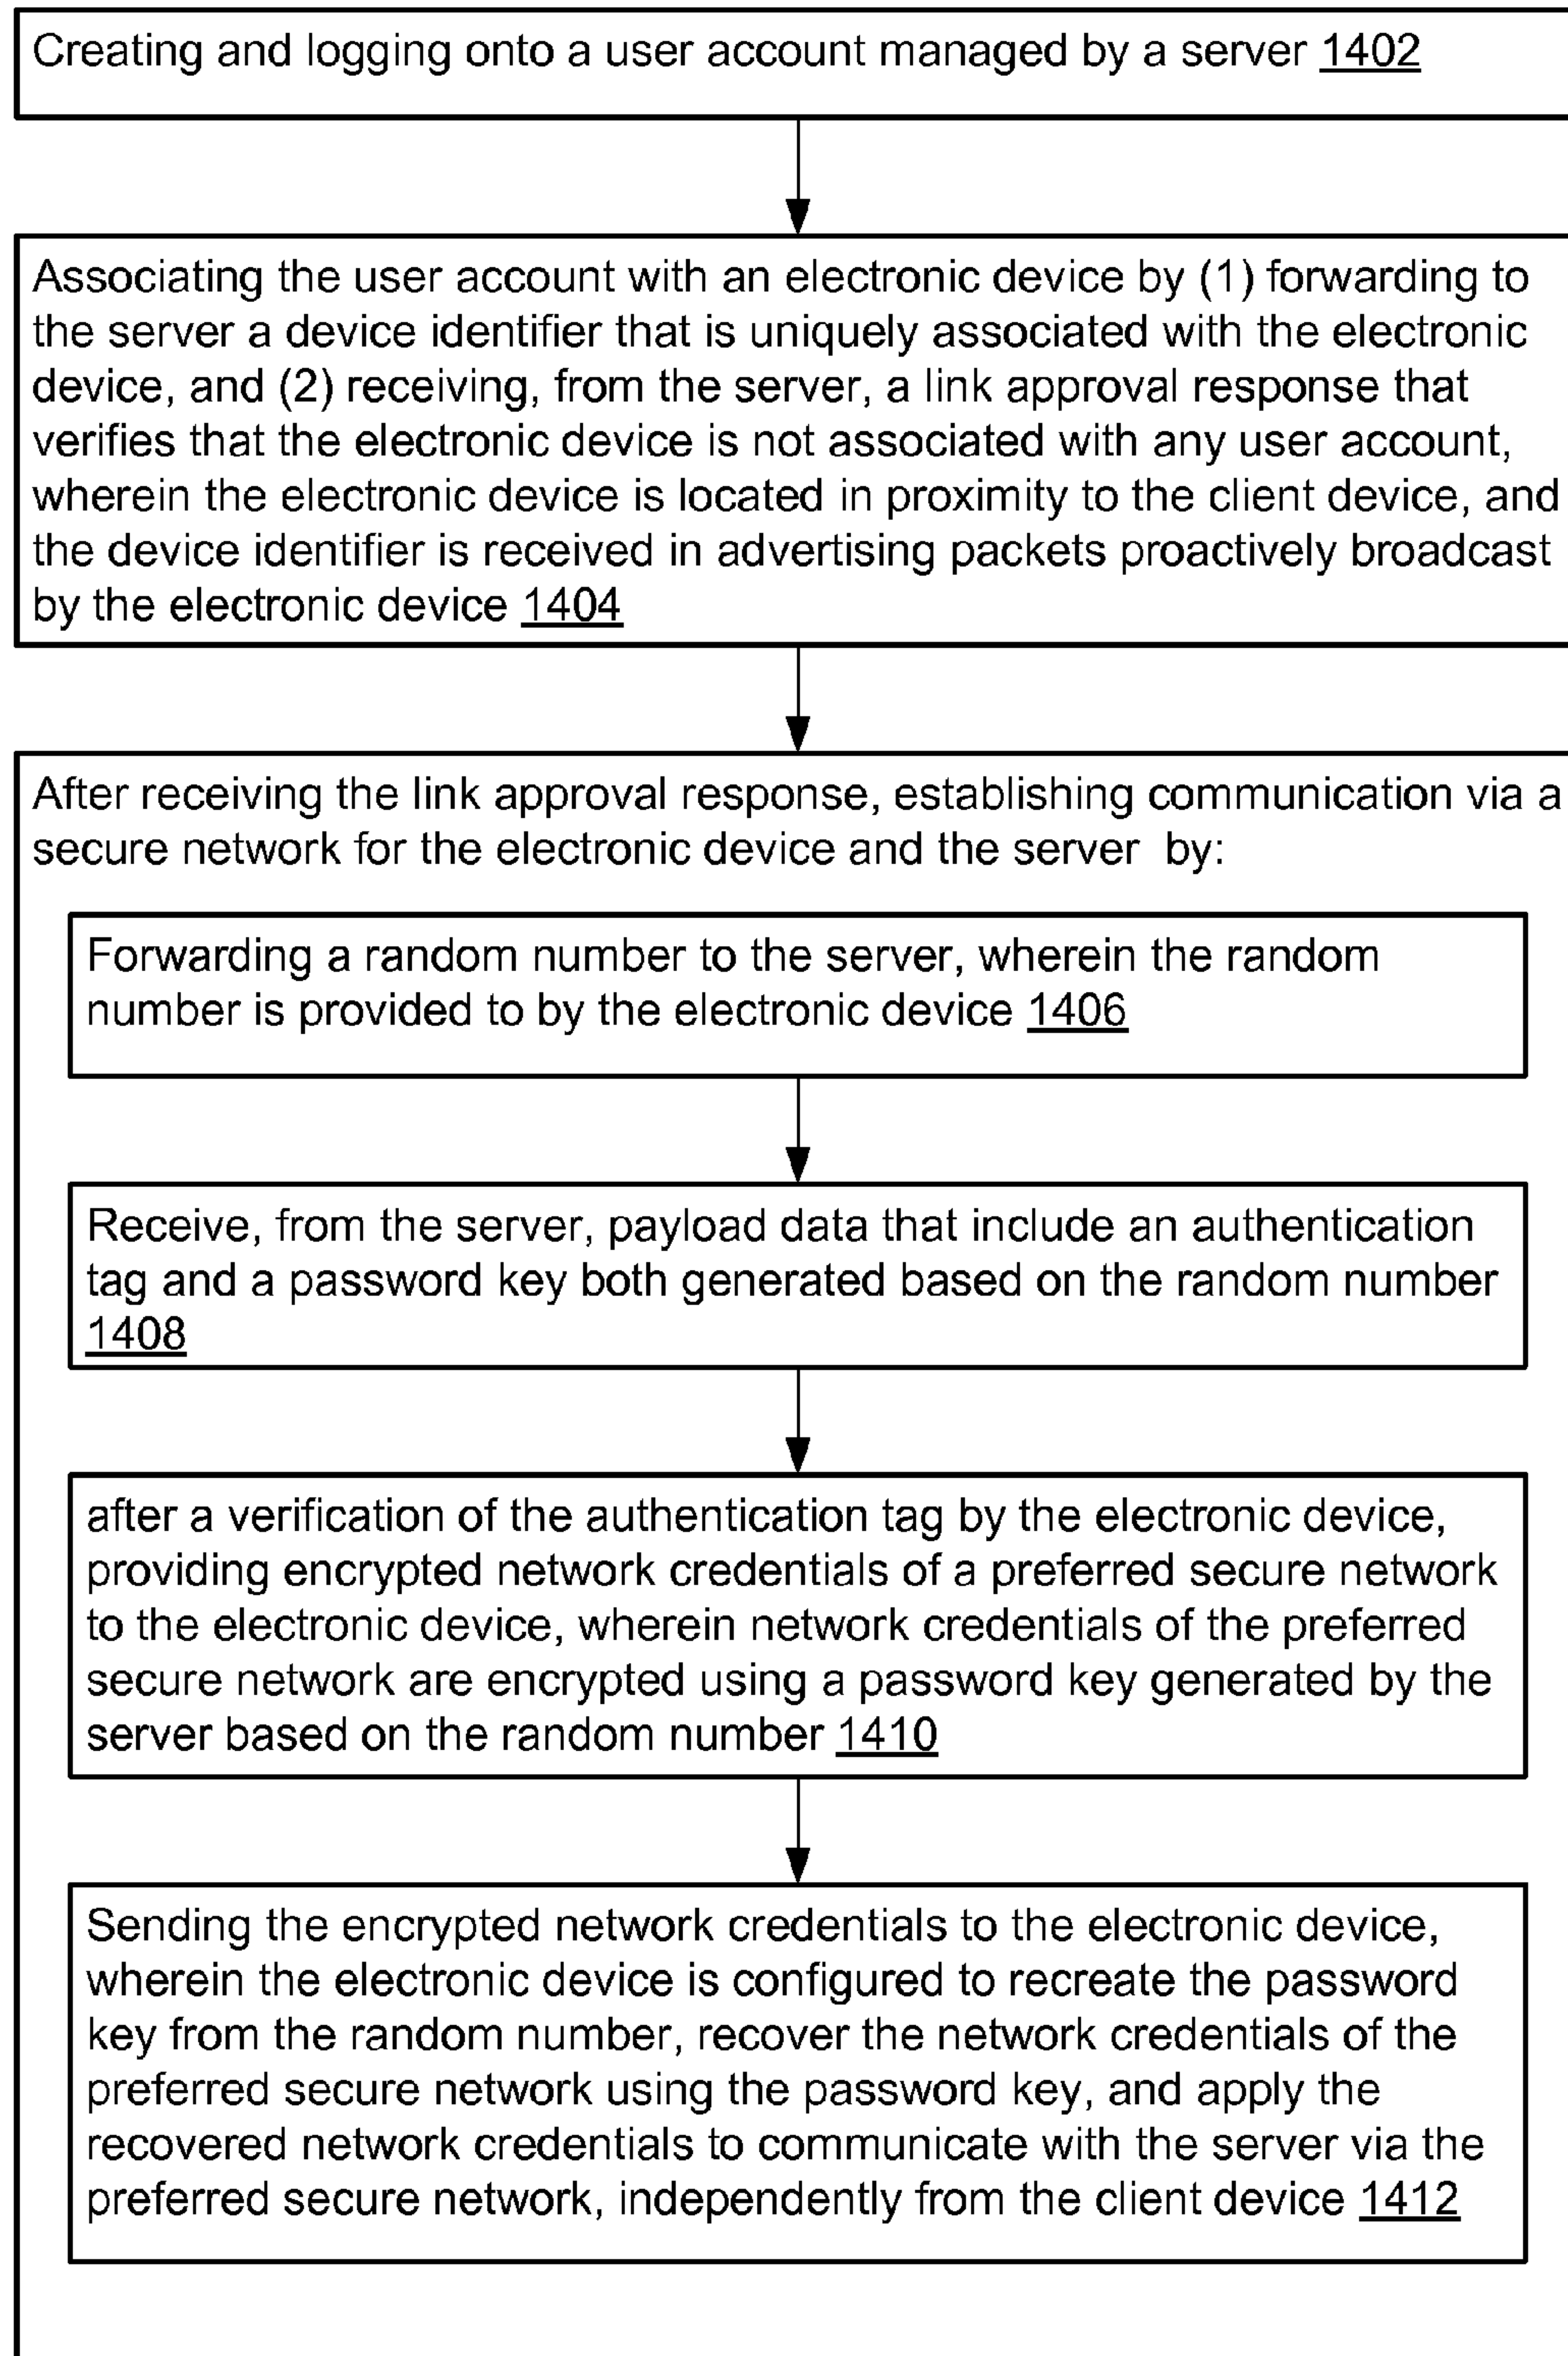 Creating and logging onto a user account managed by a server 1402
Associating the user account with an electronic device by (1) forwarding to
the server a device identifier that is uniquely associated with the electronic
device, and (2) receiving, from the server, a link approval response that
verifies that the electronic device is not associated with any user account,
wherein the electronic device is located in proximity to the client device, and
the device identifier is received in advertising packets proactively broadcast
by the electronic device 1404
After receiving the link approval response, establishing communication via a
secure network for the electronic device and the server by:
Forwarding a random number to the server, wherein the random
number is provided to by the electronic device 1406
Receive, from the server, payload data that include an authentication
tag and a password key both generated based on the random number
1408
after a verification of the authentication tag by the electronic device,
providing encrypted network credentials of a preferred secure network
to the electronic device, wherein network credentials of the preferred
secure network are encrypted using a password key generated by the
server based on the random number 1410
Sending the encrypted network credentials to the electronic device,
wherein the electronic device is configured to recreate the password
key from the random number, recover the network credentials of the
preferred secure network using the password key, and apply the
recovered network credentials to communicate with the server via the
preferred secure network, independently from the client device 1412